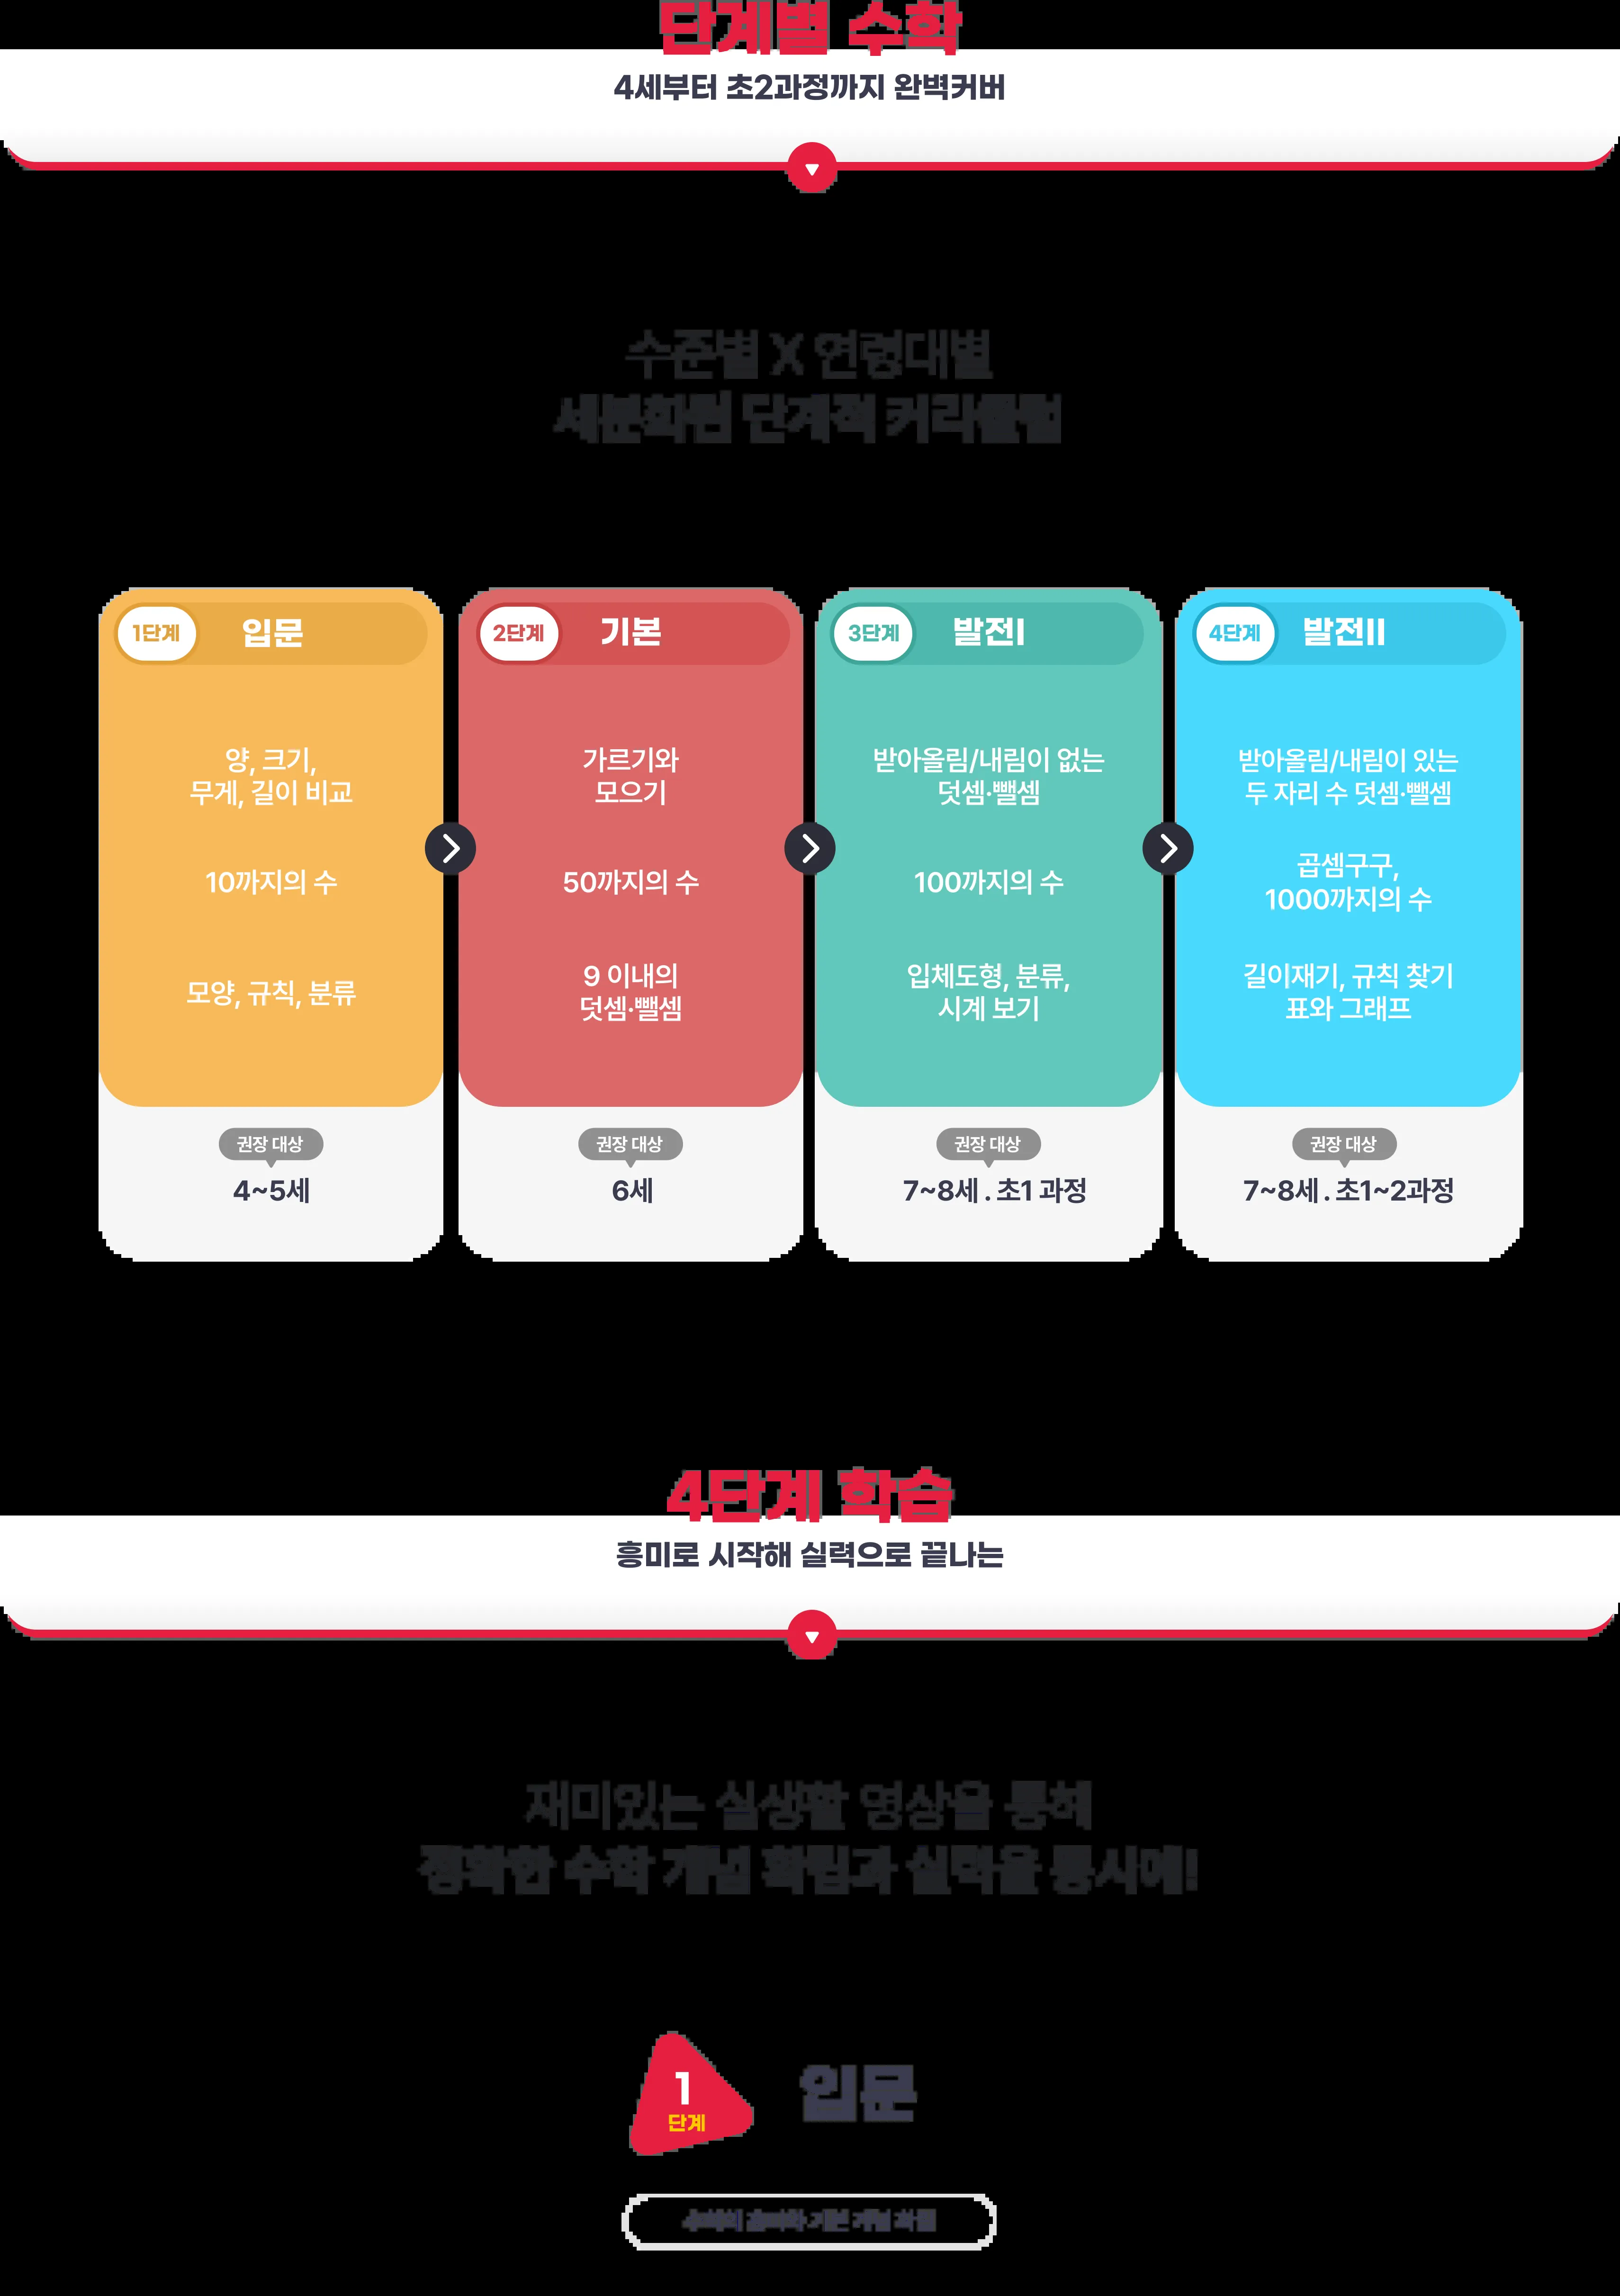 단계별 수학
4세부터 초2과정까지 완벽커버
수준별 X 연령대별
세분화된 단계적 커리큘럼
1단계 입문
양, 크기,
무게, 길이 비교
10까지의 수
모양, 규칙, 분류
권장 대상
4~5세
2단계 기본
가르기와
모으기
50까지의 수
9 이내의
덧셈·뺄셈
권장 대상
6세
3단계 발전I
받아올림/내림이 없는
덧셈·뺄셈
100까지의 수
입체도형, 분류,
시계 보기
권장 대상
7~8세 . 초1 과정
4단계 발전II
받아올림/내림이 있는
두 자리 수 덧셈·뺄셈
곱셈구구,
1000까지의 수
길이재기, 규칙 찾기
표와 그래프
권장 대상
7~8세 . 초1~2과정
4단계 학습
흥미로 시작해 실력으로 끝나는
재미있는 실생활 영상을 통해
정확한 수학 개념 확립과 실력을 동시에!
1
단계
입문